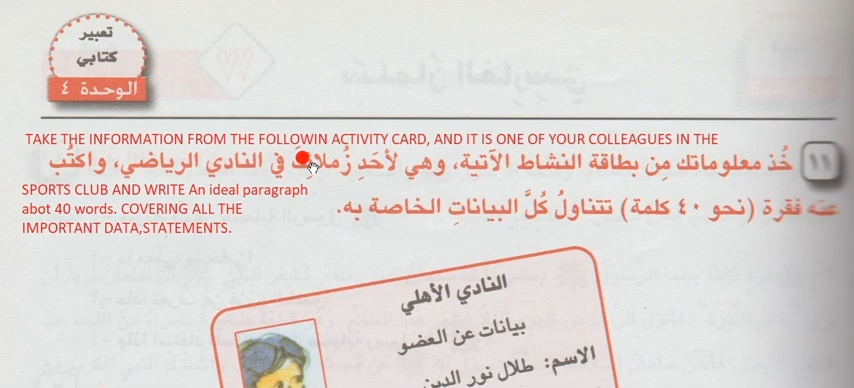 تعبير
كتابي
الوحدة ٤
TAKE THE INFORMATION FROM THE FOLLOWIN ACTIVITY CARD, AND IT IS ONE OF YOUR COLLEAGUES IN THE
١١ خُذ معلوماتك مِن بطاقة النشاط الآتية، وهي لأحَدِ زُملائِكَ في النادي الرياضي، واكتُب
SPORTS CLUB AND WRITE An ideal paragraph
عنه فقرة (نحو ٤٠ كلمة) تتناولُ كُلَّ البياناتِ الخاصة به.
abot 40 words. COVERING ALL THE
IMPORTANT DATA,STATEMENTS.
النادي الأهلي
بيانات عن العضو
الاسم: طلال نور الدين